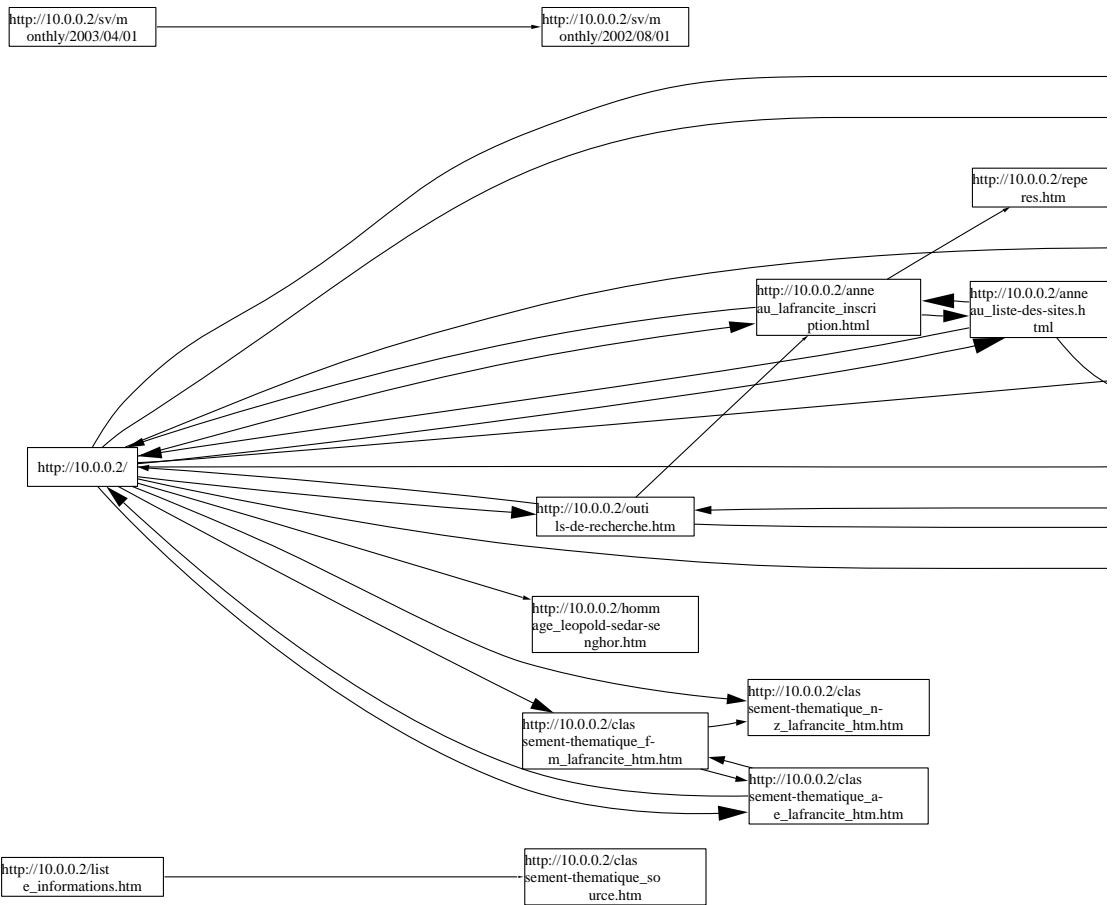 http://10.0.0.2/sv/m
onthly/2003/04/01
http://10.0.0.2/sv/m
onthly/2002/08/01
http://10.0.0.2/repe
res.htm
http://10.0.0.2/anne
au_lafrancite_inscri
ption.html
http://10.0.0.2/anne
au_liste-des-sites.h
tml
http://10.0.0.2/
http://10.0.0.2/outi
ls-de-recherche.htm
http://10.0.0.2/homm
age_leopold-sedar-se
nghor.htm
http://10.0.0.2/clas
sement-thematique_n-
z_lafrancite_htm.htm
http://10.0.0.2/clas
sement-thematique_f-
m_lafrancite_htm.htm
http://10.0.0.2/clas
sement-thematique_a-
e_lafrancite_htm.htm
http://10.0.0.2/list
e_informations.htm
http://10.0.0.2/clas
sement-thematique_so
urce.htm